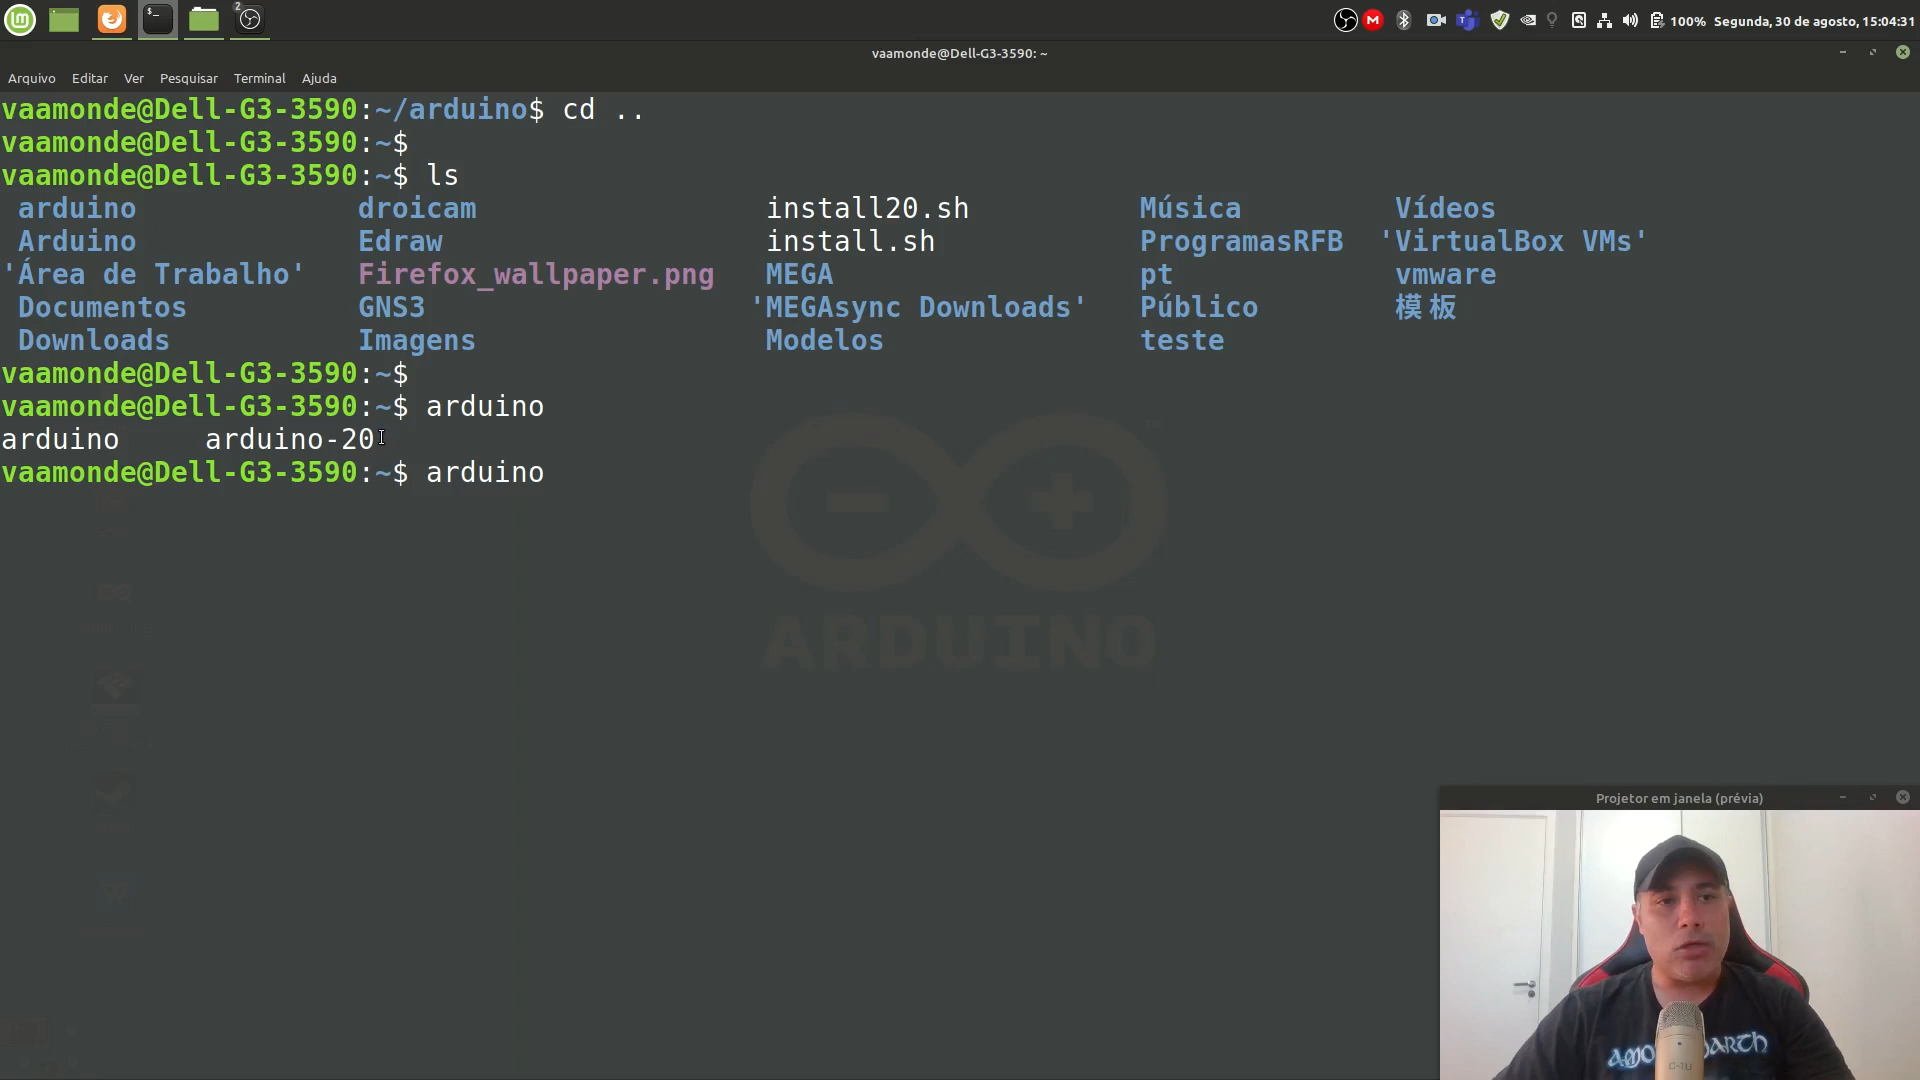 2
100% Segunda, 30 de agosto, 15:04:31
vaamonde@Dell-G3-3590: ~
Arquivo Editar Ver Pesquisar Terminal Ajuda
vaamonde@Dell-G3-3590:~/arduino$ cd ..
vaamonde@Dell-G3-3590:~$
vaamonde@Dell-G3-3590:~$ ls
arduino droicam install20.sh Música Vídeos
Arduino Edraw install.sh ProgramasRFB 'VirtualBox VMs'
'Área de Trabalho' Firefox_wallpaper.png MEGA pt vmware
Documentos GNS3 'MEGAsync Downloads' Público 模板
Downloads Imagens Modelos teste
vaamonde@Dell-G3-3590:~$
vaamonde@Dell-G3-3590:~$ arduino
arduino arduino-20
vaamonde@Dell-G3-3590:~$ arduino
ARDUINO
Projetor em janela (prévia)